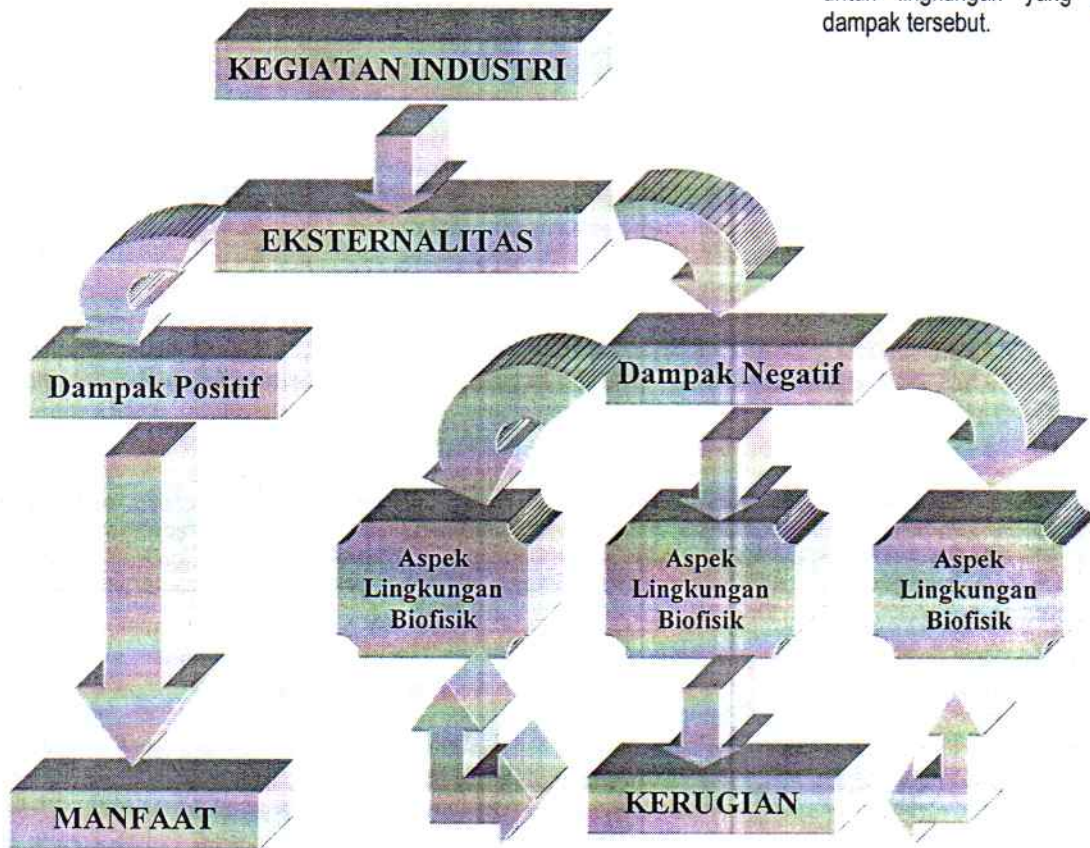 untuk lingkungan yang
dampak tersebut.
KEGIATAN INDUSTRI
EKSTERNALITAS
Dampak Positif
Dampak Negatif
Aspek
Lingkungan
Biofisik
Aspek
Lingkungan
Biofisik
Aspek
Lingkungan
Biofisik
MANFAAT
KERUGIAN